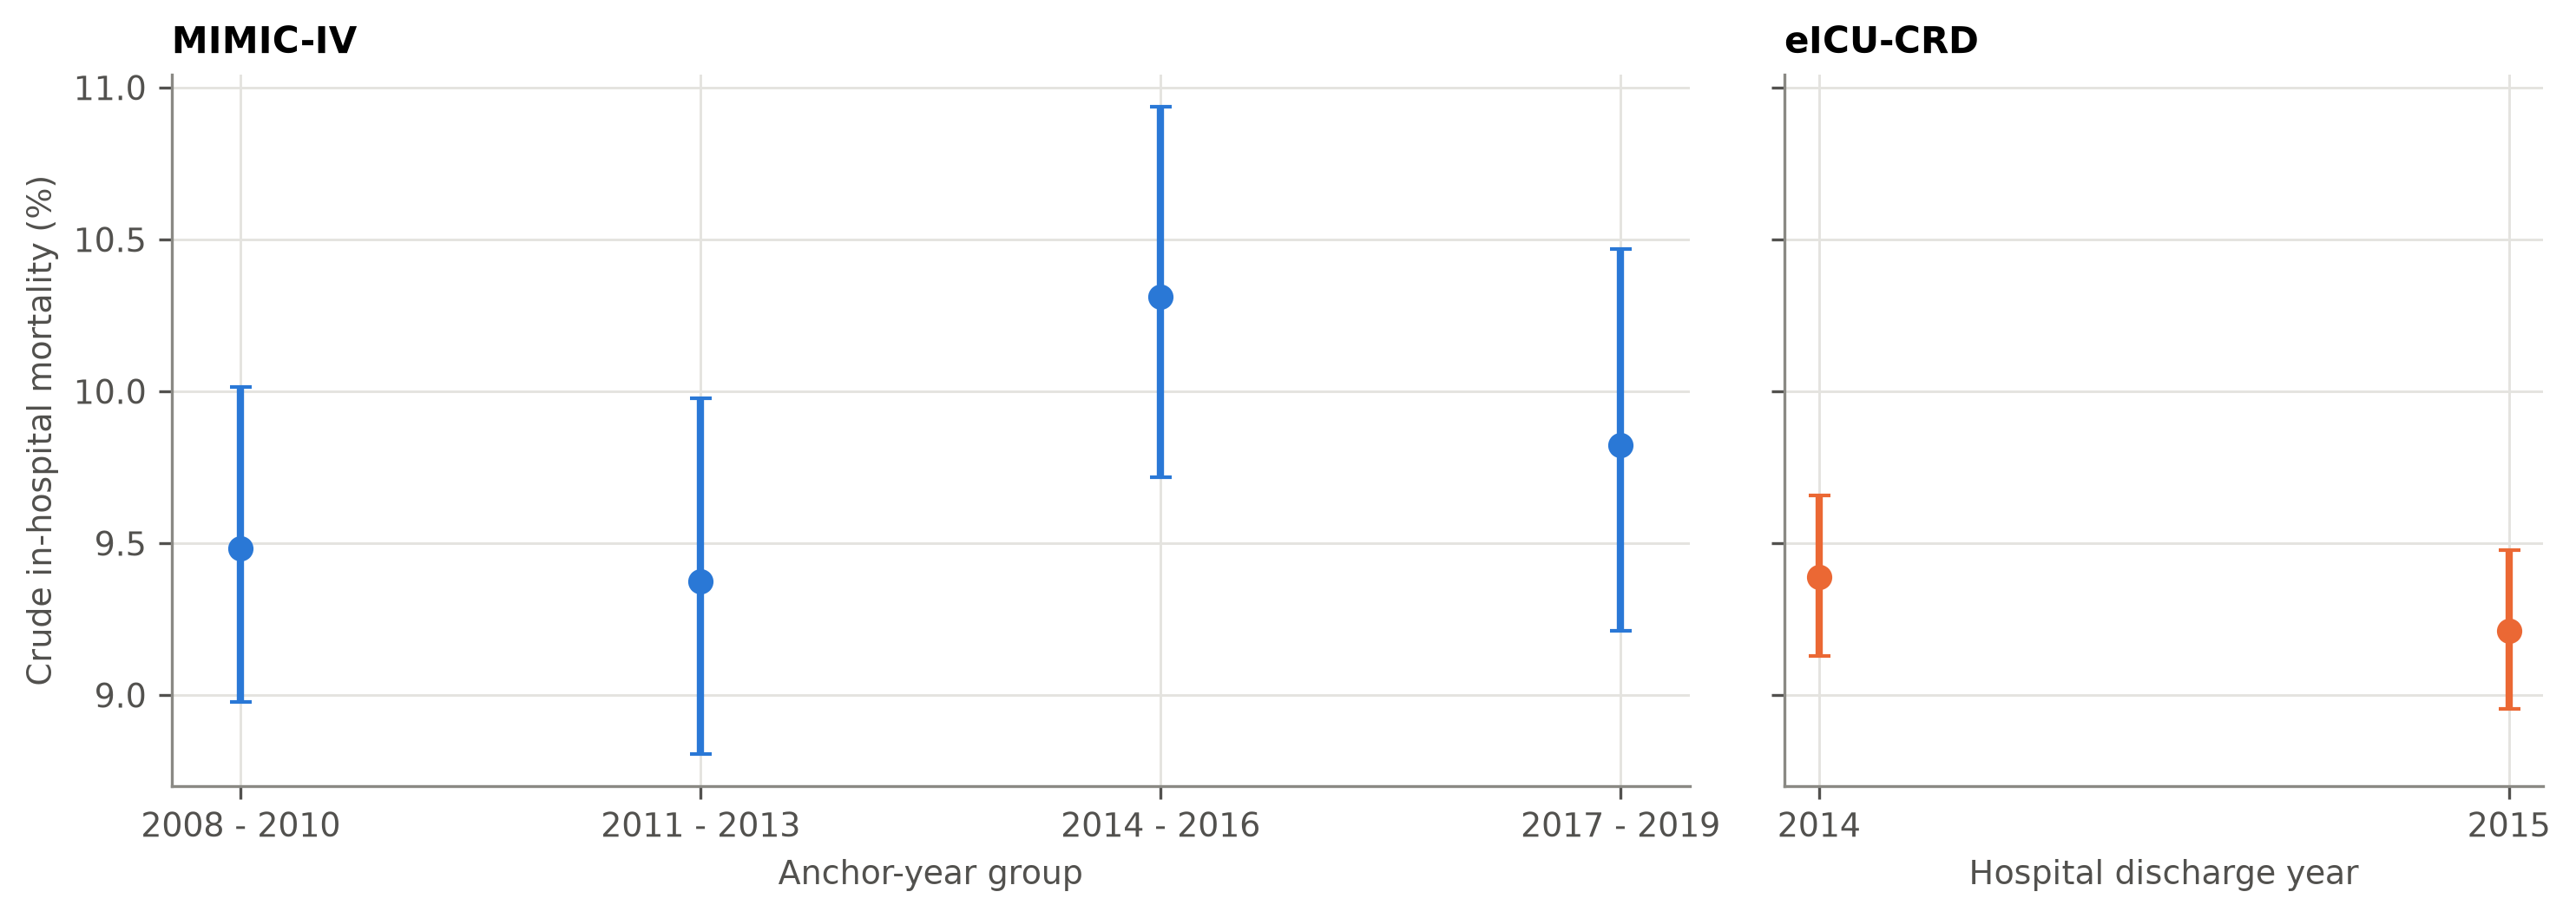 MIMIC-IV
eICU-CRD
Crude in-hospital mortality (%)
11.0
10.5
10.0
9.5
9.0
2008 - 2010
2011 - 2013
2014 - 2016
2017 - 2019
2014
2015
Anchor-year group
Hospital discharge year